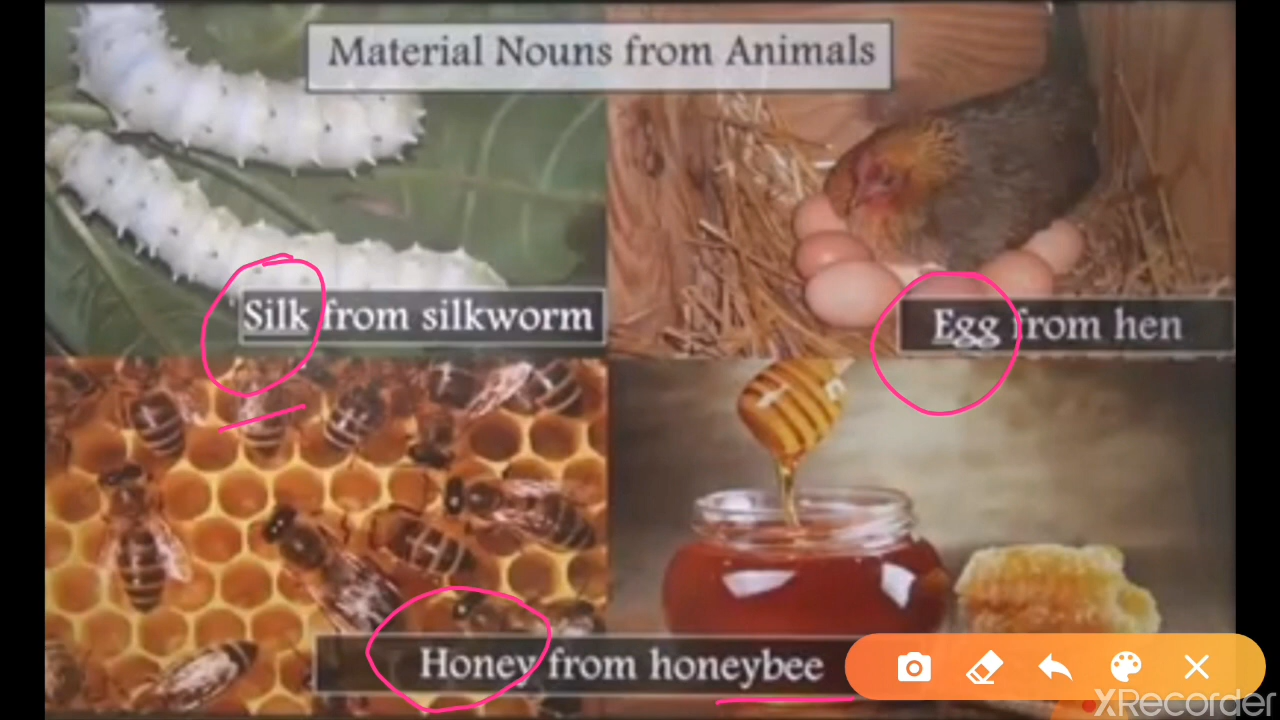 Material Nouns from Animals
Silk from silkworm
Egg from hen
Honey from honeybee
XRecorder